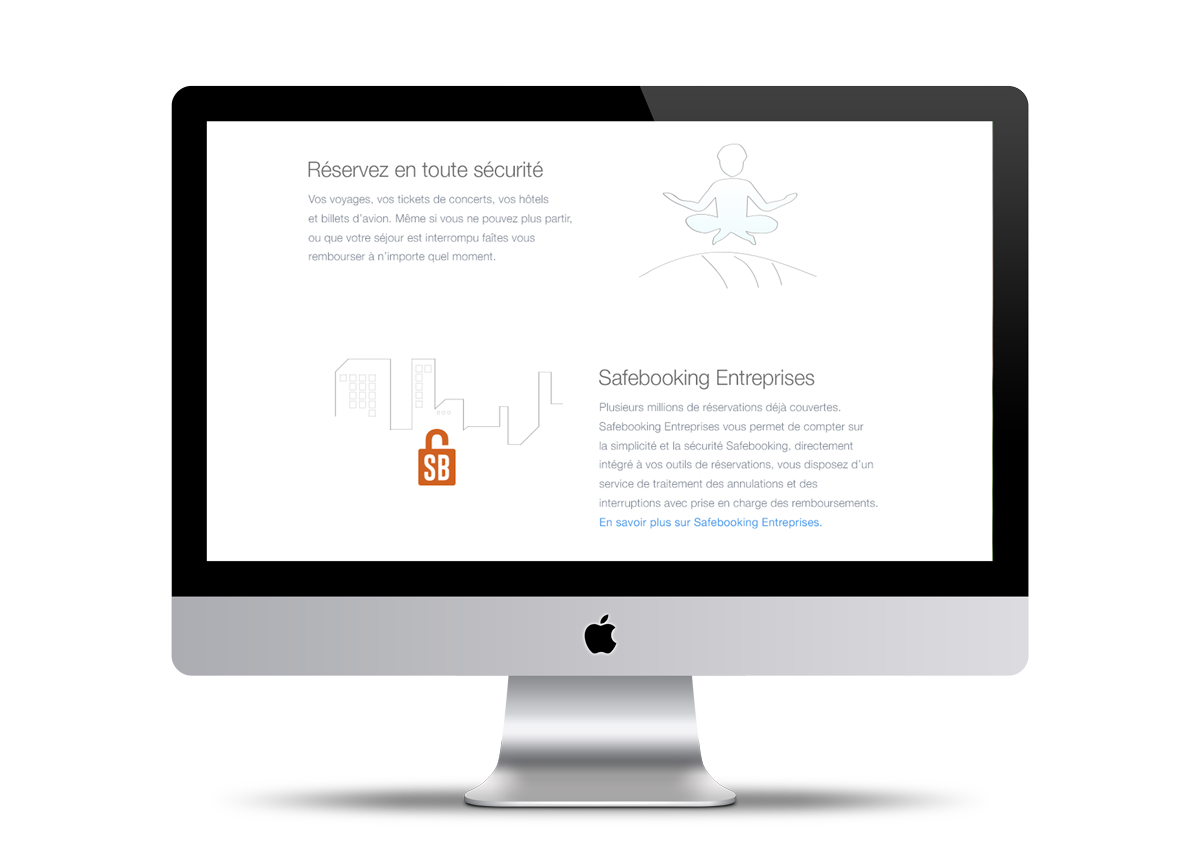 Réservez en toute sécurité
Vos voyages, vos tickets de concerts, vos hôtels
et billets d'avion. Même si vous ne pouvez plus partir,
ou que votre séjour est interrompu faîtes vous
rembourser à n'importe quel moment.
SB
Safebooking Entreprises
Plusieurs millions de réservations déjà couvertes.
Safebooking Entreprises vous permet de compter sur
la simplicité et la sécurité Safebooking, directement
intégré à vos outils de réservations, vous disposez d'un
service de traitement des annulations et des
interruptions avec prise en charge des remboursements.
En savoir plus sur Safebooking Entreprises.